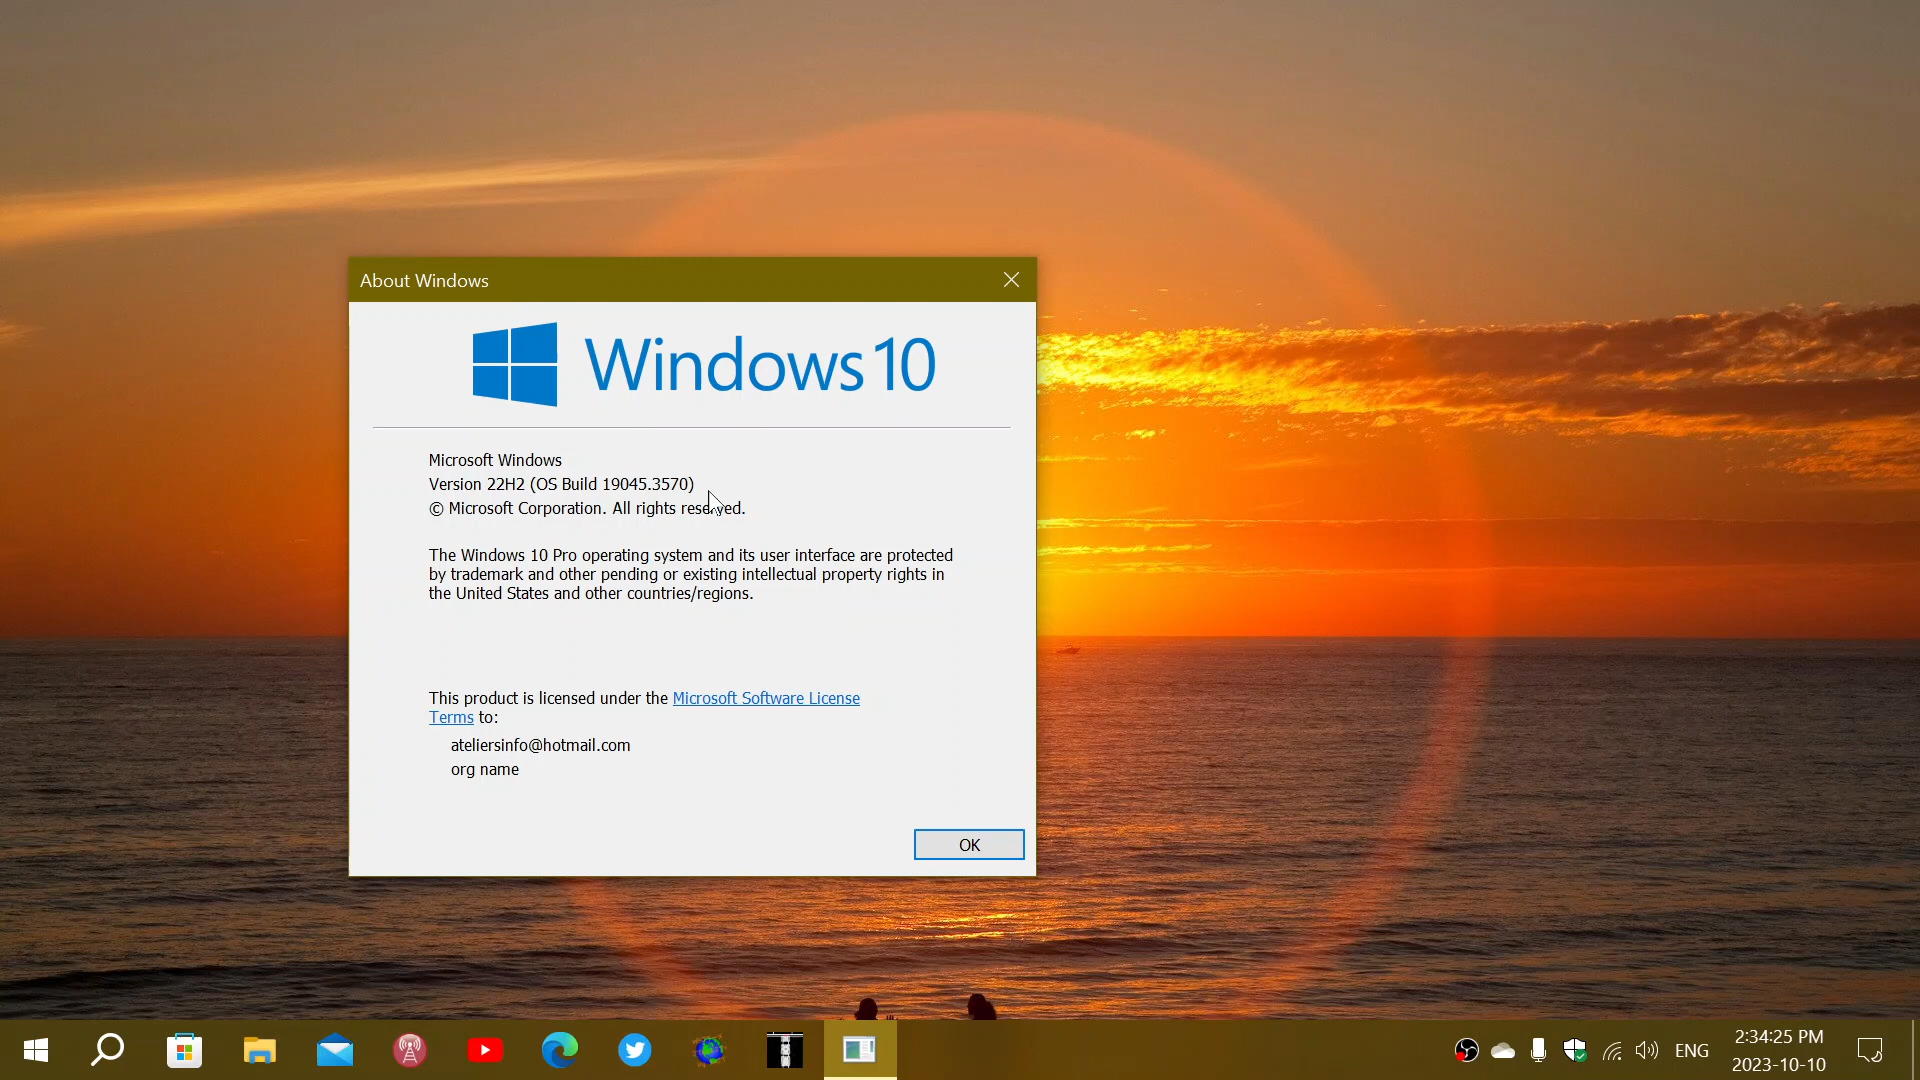 About Windows
Windows 10
Microsoft Windows
Version 22H2 (OS Build 19045.3570)
© Microsoft Corporation. All rights reserved.
The Windows 10 Pro operating system and its user interface are protected
by trademark and other pending or existing intellectual property rights in
the United States and other countries/regions.
This product is licensed under the Microsoft Software License
Terms to:
ateliersinfo@hotmail.com
org name
OK
ENG
2:34:25 PM
2023-10-10